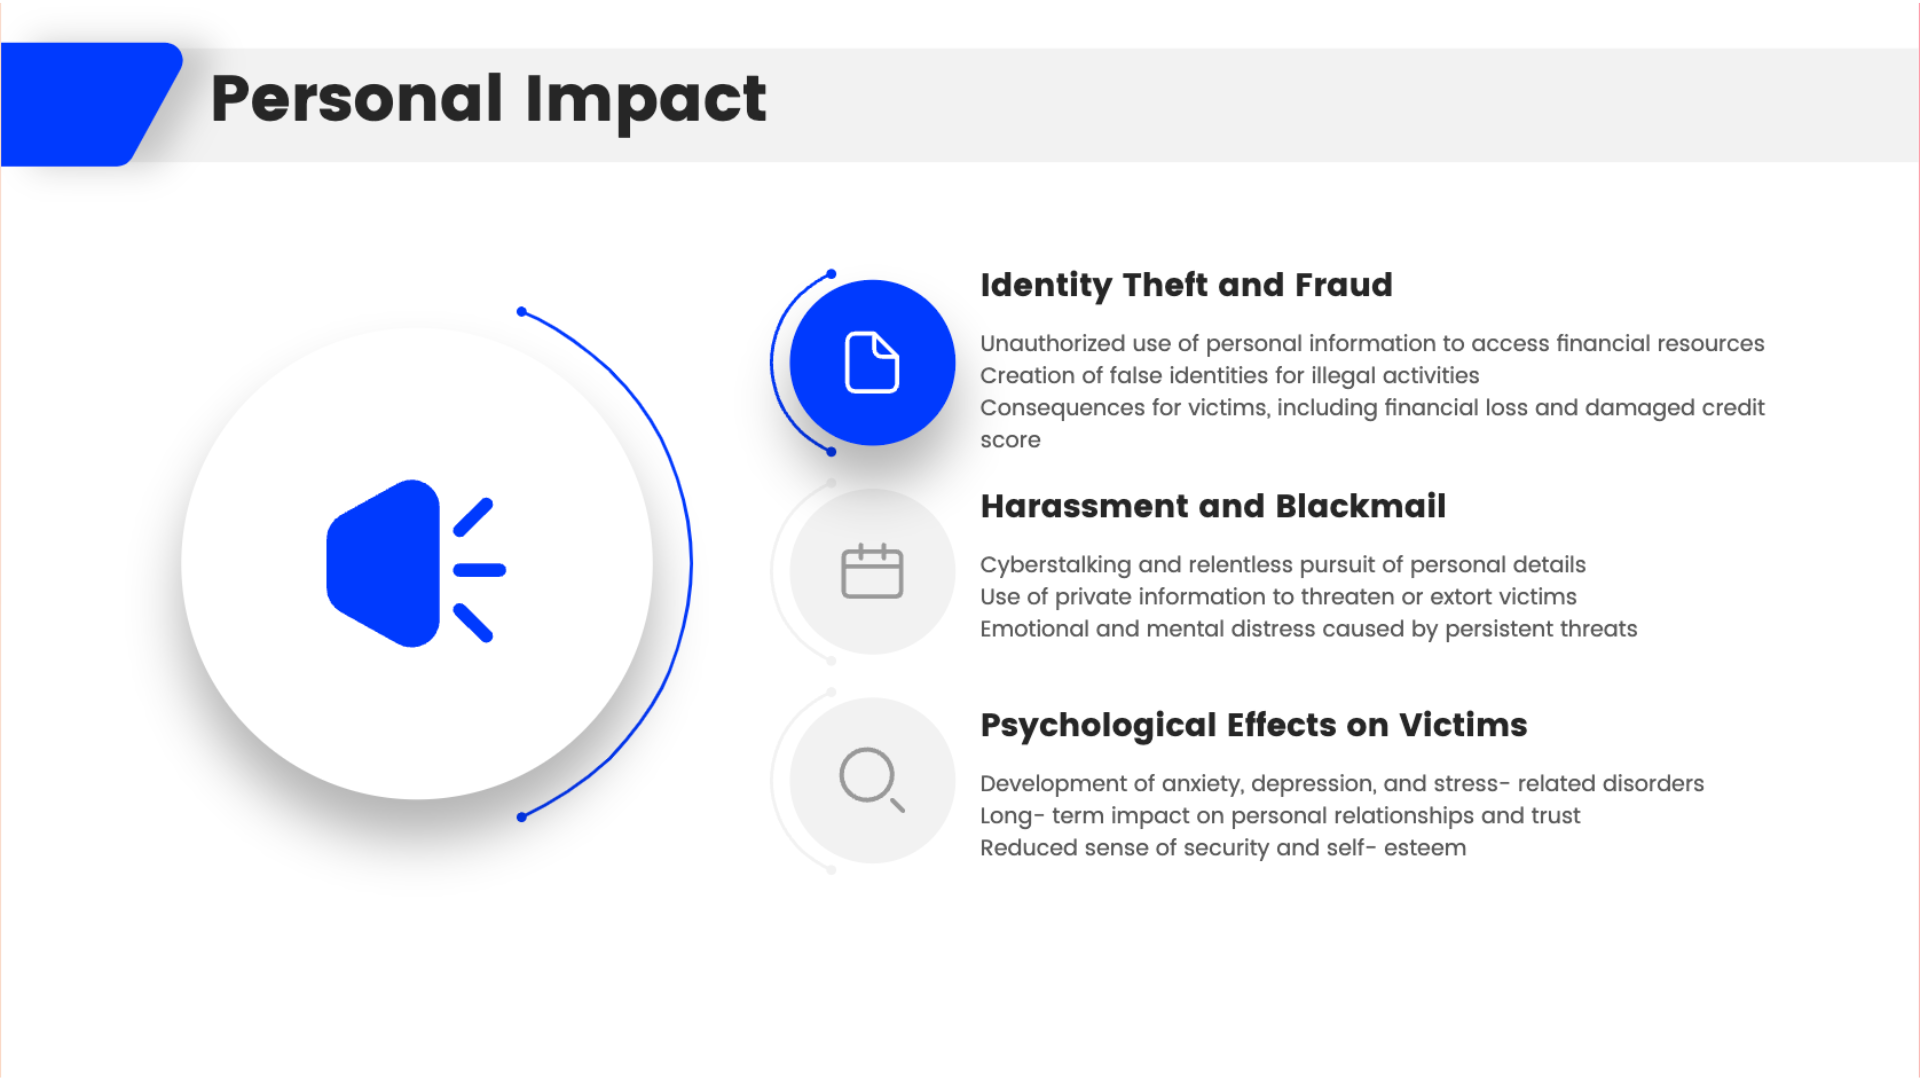 Personal Impact
Identity Theft and Fraud
Unauthorized use of personal information to access financial resources
Creation of false identities for illegal activities
Consequences for victims, including financial loss and damaged credit
score
Harassment and Blackmail
Cyberstalking and relentless pursuit of personal details
Use of private information to threaten or extort victims
Emotional and mental distress caused by persistent threats
Psychological Effects on Victims
Development of anxiety, depression, and stress- related disorders
Long- term impact on personal relationships and trust
Reduced sense of security and self- esteem